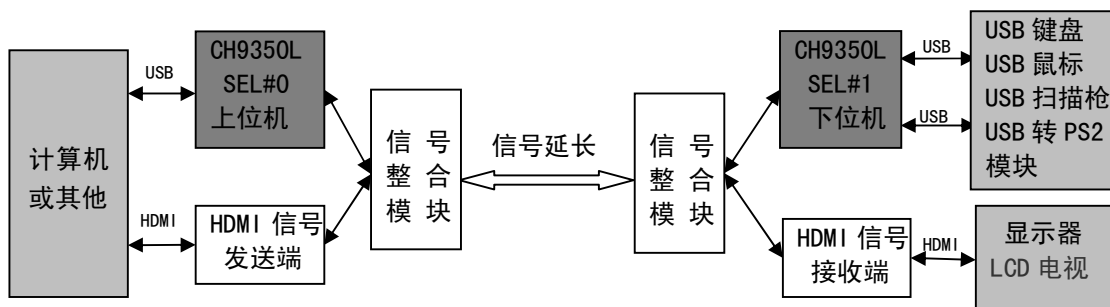 计算机
或其他
USB
HDMI
CH9350L
SEL#0
上位机
HDMI 信号
发送端
信 号
整 合
模 块
信号延长
信 号
整 合
模 块
CH9350L
SEL#1
下位机
HDMI 信号
接收端
USB
USB
HDMI
USB 键盘
USB 鼠标
USB 扫描枪
USB 转 PS2
模块
显示器
LCD 电视